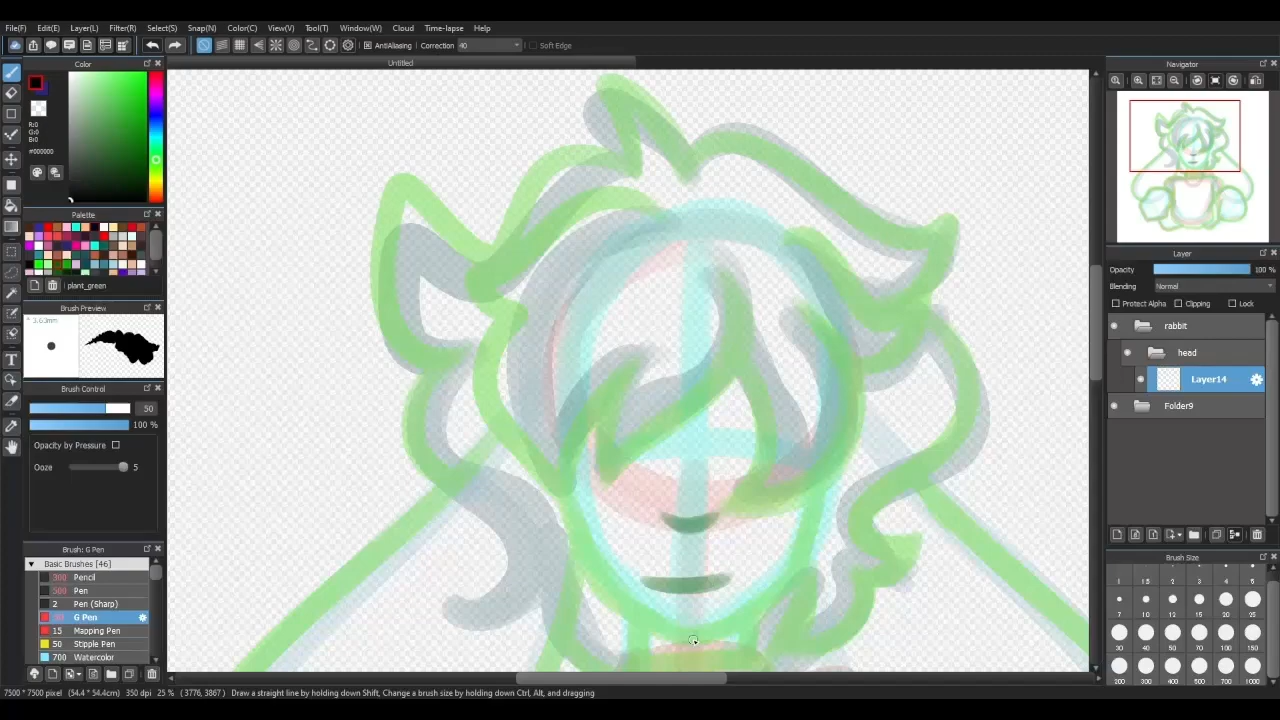 File(F) Edit(E) Layer(L) Filter(R) Select(S) Snap(N) Color(C) View(V) Tool(T) Window(W) Cloud Time-lapse Help
AntiAliasing Correction 40 Soft Edge
Color
Untitled
Navigator
R:0
G:0
B:0
#000000
Palette
plant_green
Brush Preview
* 3.63mm
Brush Control
50
100 %
Opacity by Pressure
Ooze 5
Brush: G Pen
Basic Brushes [46]
300 Pencil
500 Pen
2 Pen (Sharp)
G Pen
15 Mapping Pen
50 Stipple Pen
700 Watercolor
Layer
Opacity 100 %
Blending Normal
Protect Alpha Clipping Lock
rabbit
head
Layer14
Folder9
Brush Size
1 1.5 2 3 4 5
7 10 12 15 20 25
30 40 50 70 100 150
200 300 400 500 700 1000
7500 * 7500 pixel (54.4 * 54.4cm) 350 dpi 25 % ( 3776, 3867 ) Draw a straight line by holding down Shift, Change a brush size by holding down Ctrl, Alt, and dragging